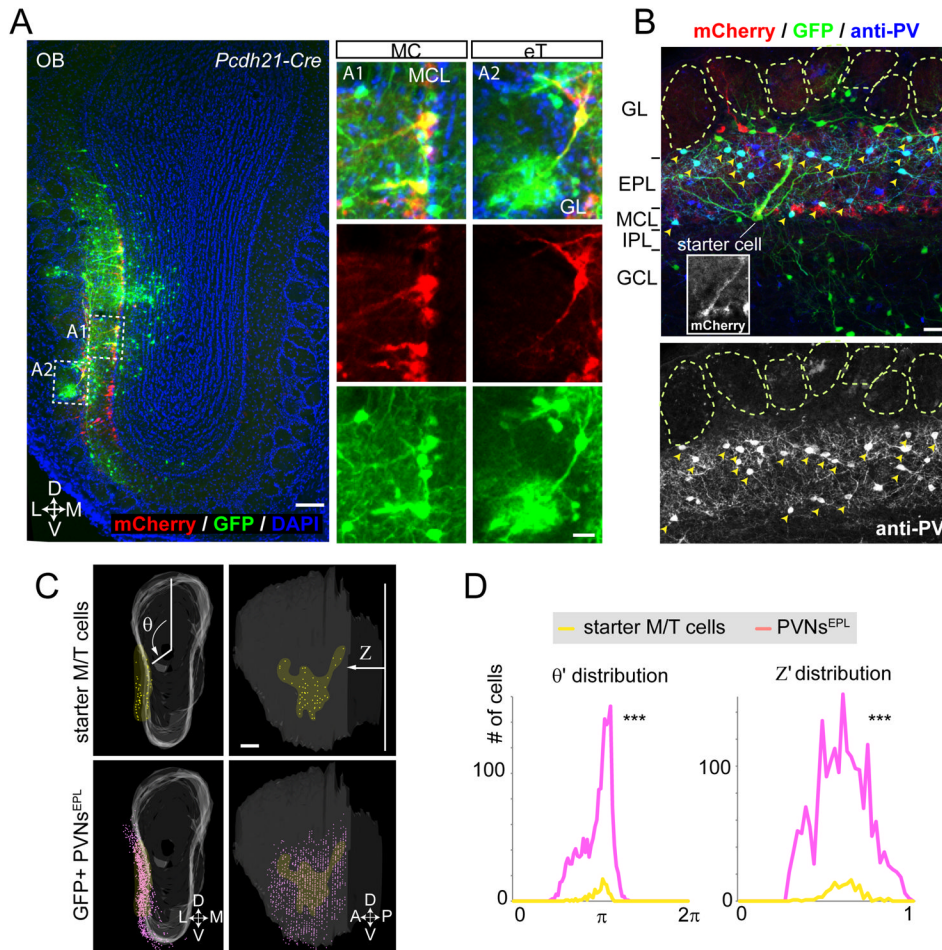 A
OB
Pcdh21-Cre
A1
A2
D
L M
V
mCherry / GFP / DAPI
MC
eT
A1
MCL
A2
GL
B
mCherry / GFP / anti-PV
GL
EPL
MCL
IPL
GCL
starter cell
mCherry
anti-PV
C
starter M/T cells
θ
Z
GFP+ PVNsEPL
D
L M
V
D
A P
V
D
starter M/T cells
PVNsEPL
θ' distribution
Z' distribution
# of cells
***
***
100
0
0
π
2π
100
0
0
1